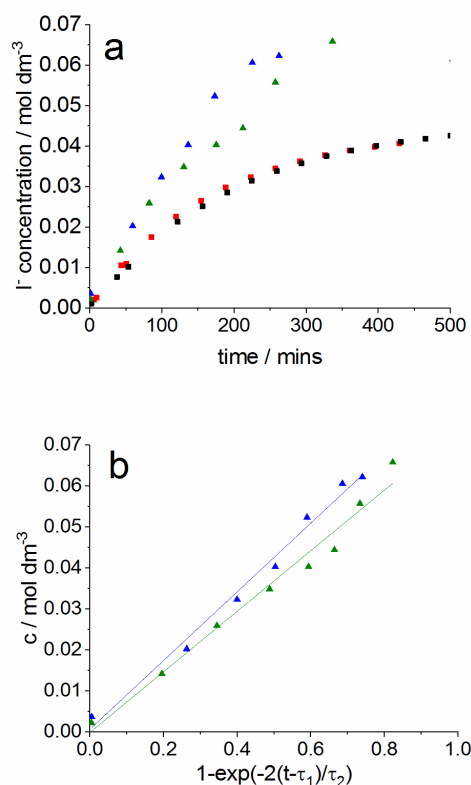 a
I⁻ concentration / mol dm⁻³
0.07
0.06
0.05
0.04
0.03
0.02
0.01
0.00
0 100 200 300 400 500
time / mins
b
c / mol dm⁻³
0.07
0.06
0.05
0.04
0.03
0.02
0.01
0.00
0.0 0.2 0.4 0.6 0.8 1.0
1-exp(-2(t-τ₁)/τ₂)